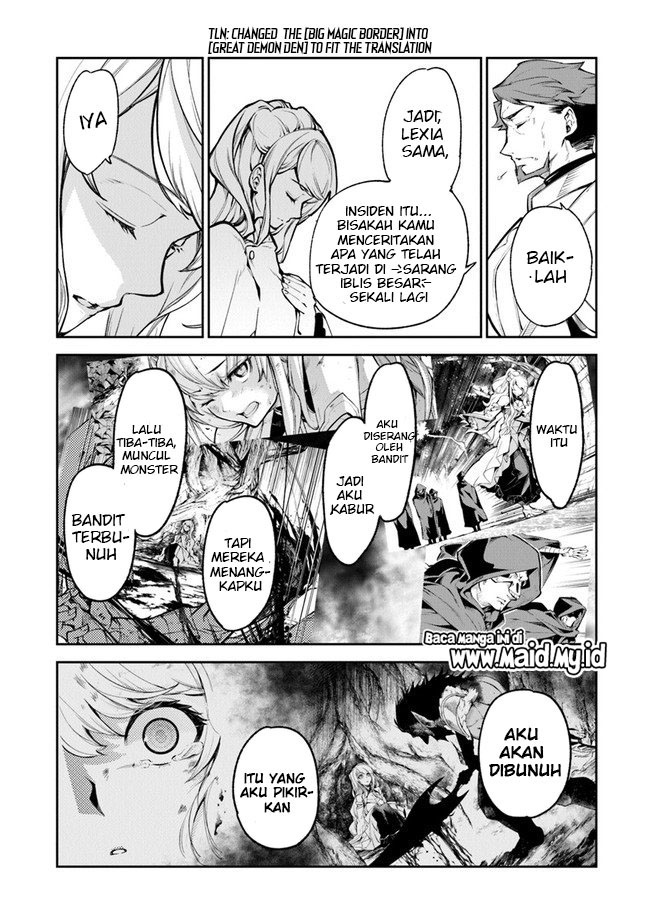 TLN: CHANGED THE [BIG MAGIC BORDER] INTO
[GREAT DEMON DEN] TO FIT THE TRANSLATION
BAIK-
LAH
JADI,
LEXIA
SAMA,
INSIDEN ITU...
BISAKAH KAMU
MENCERITAKAN
APA YANG TELAH
TERJADI DI -SARANG
IBLIS BESAR-
SEKALI LAGI
IYA
WAKTU
ITU
AKU
DISERANG
OLEH
BANDIT
JADI
AKU
KABUR
TAPI
MEREKA
MENANG-
KAPKU
LALU
TIBA-TIBA,
MUNCUL
MONSTER
BANDIT
TERBU-
NUH
Baca Manga ini di
www.Maid.My.id
AKU
AKAN
DIBUNUH
ITU YANG
AKU PIKIR-
KAN